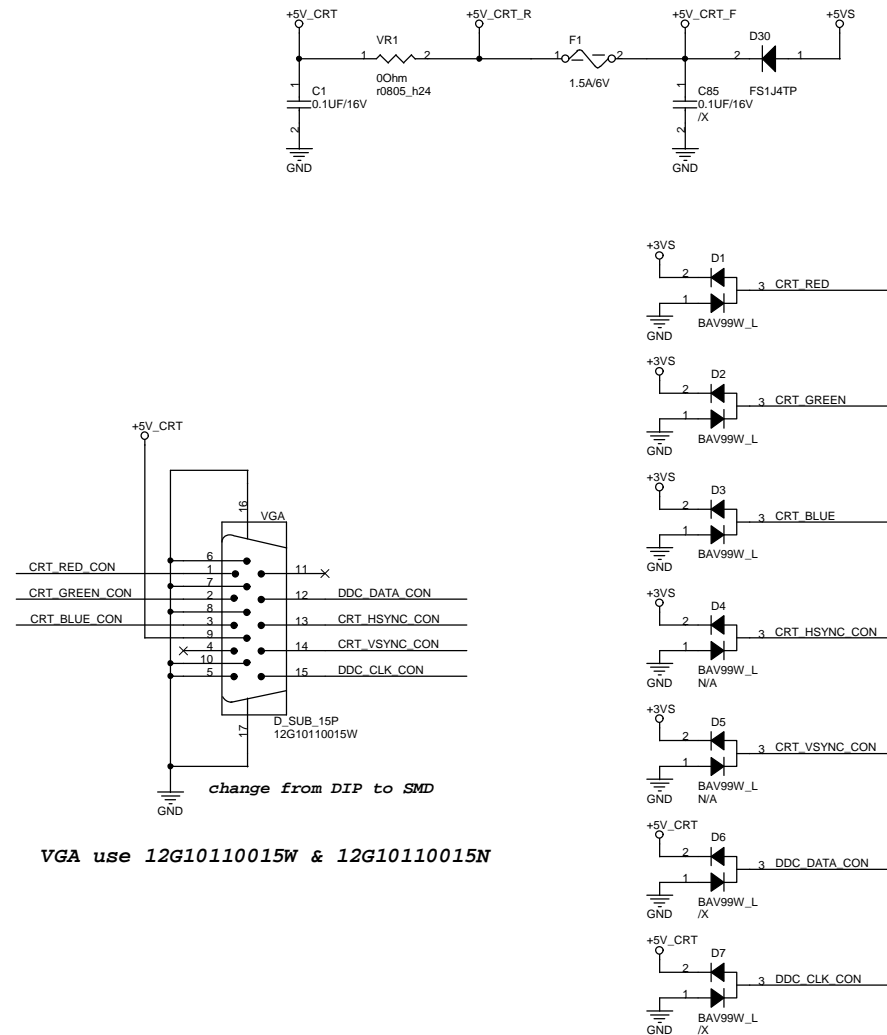 +5V_CRT +5V_CRT_R +5V_CRT_F +5VS
1 VR1 2 1 F1 2 2 D30 1
0Ohm
r0805_h24
1.5A/6V
FS1J4TP
1
C1
0.1UF/16V
2
GND
1
C85
0.1UF/16V
/X
2
GND
+3VS
D1
2
1
3 CRT_RED
BAV99W_L
GND
+3VS
D2
2
1
3 CRT_GREEN
BAV99W_L
GND
+3VS
D3
2
1
3 CRT_BLUE
BAV99W_L
GND
+3VS
D4
2
1
3 CRT_HSYNC_CON
BAV99W_L
N/A
GND
+3VS
D5
2
1
3 CRT_VSYNC_CON
BAV99W_L
N/A
GND
+5V_CRT
D6
2
1
3 DDC_DATA_CON
BAV99W_L
/X
GND
+5V_CRT
D7
2
1
3 DDC_CLK_CON
BAV99W_L
/X
GND
+5V_CRT
16
VGA
6
CRT_RED_CON 1 11
7
CRT_GREEN_CON 2 12 DDC_DATA_CON
8
CRT_BLUE_CON 3 13 CRT_HSYNC_CON
9
4 14 CRT_VSYNC_CON
10
5 15 DDC_CLK_CON
17
D_SUB_15P
12G10110015W
GND
change from DIP to SMD
VGA use 12G10110015W & 12G10110015N